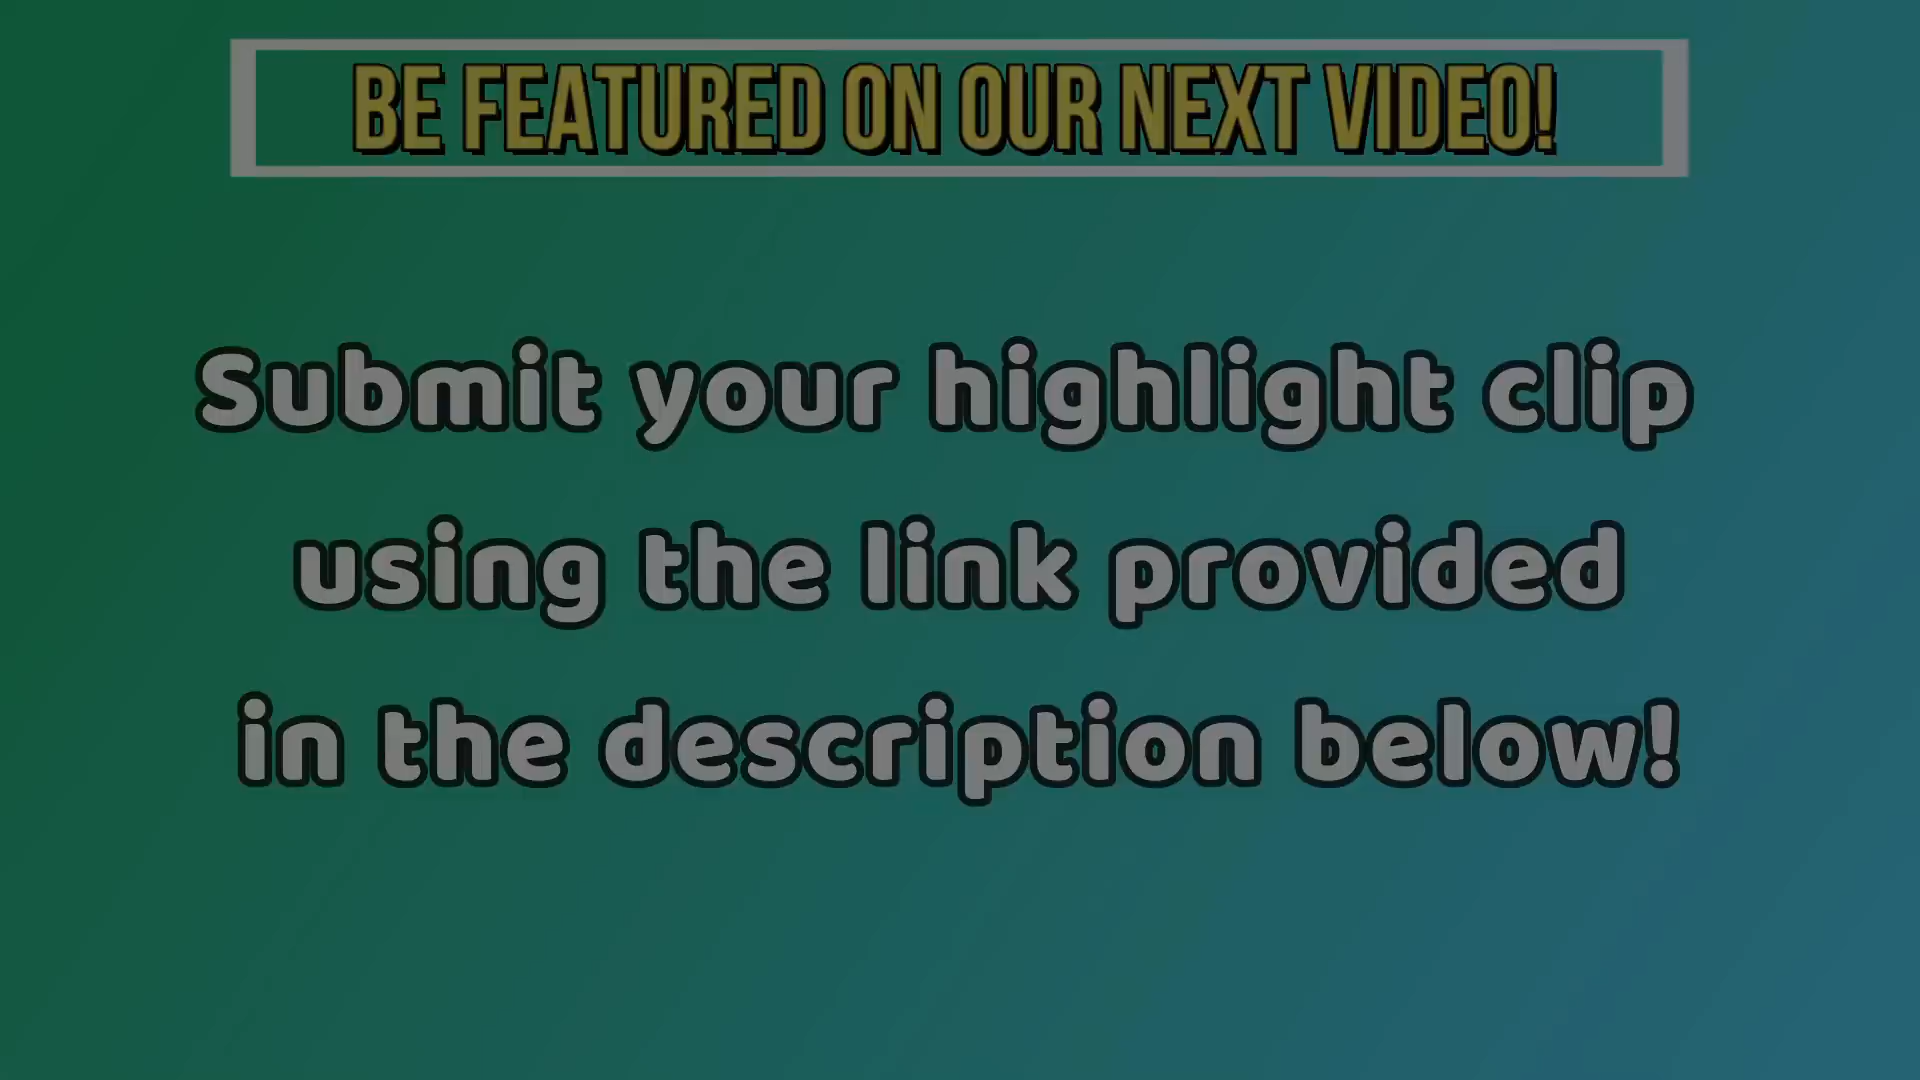 BE FEATURED ON OUR NEXT VIDEO!
Submit your highlight clip
using the link provided
in the description below!